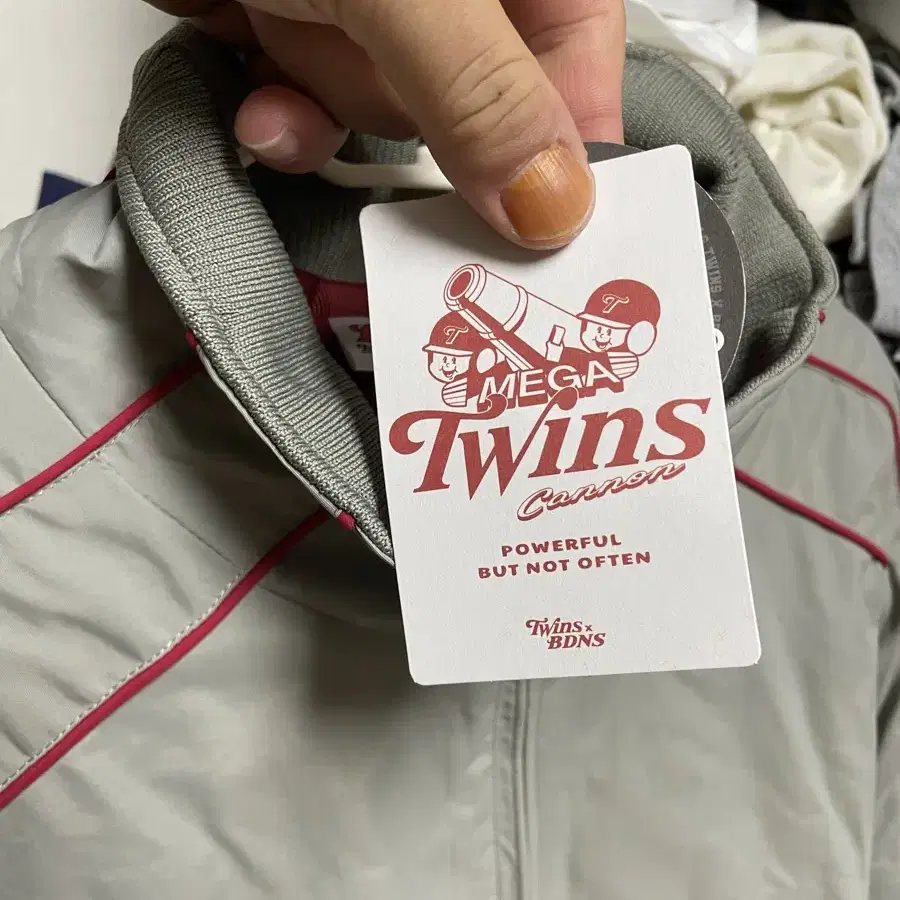 T
T
MEGA
Twins
Cannon
POWERFUL
BUT NOT OFTEN
Twins x
BDNS